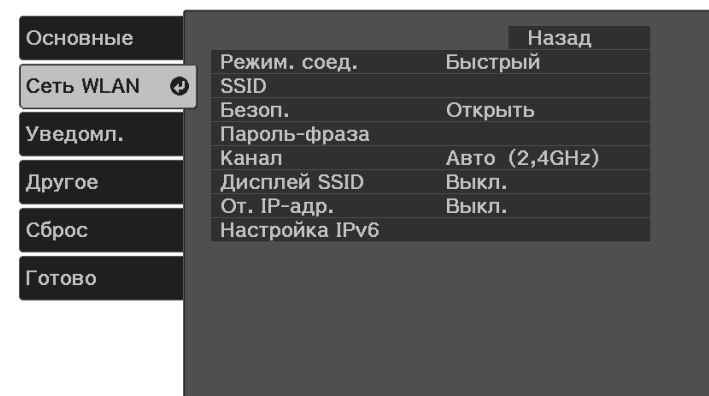 Основные
Сеть WLAN
Уведомл.
Другое
Сброс
Готово
Назад
Режим. соед. Быстрый
SSID
Безоп. Открыть
Пароль-фраза
Канал Авто (2,4GHz)
Дисплей SSID Выкл.
От. IP-адр. Выкл.
Настройка IPv6